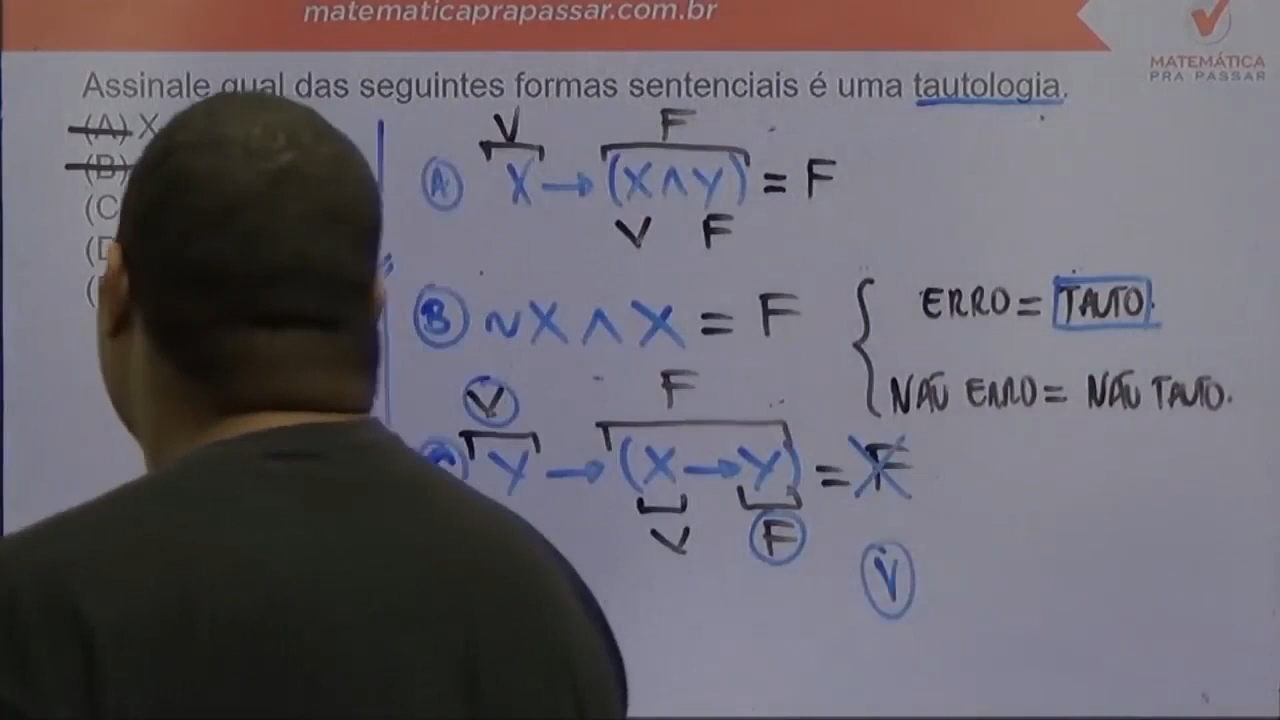 matematicaprapassar.com.br
MATEMÁTICA
PRA PASSAR
Assinale qual das seguintes formas sentenciais é uma tautologia.
(A) X
(B)
(C
(D
(
V F
A X → (X ∧ Y) = F
V F
B ~X ∧ X = F
ERRO = TAUTO.
NÃO ERRO = NÃO TAUTO.
V F
C Y → (X → Y) = F
V F
V